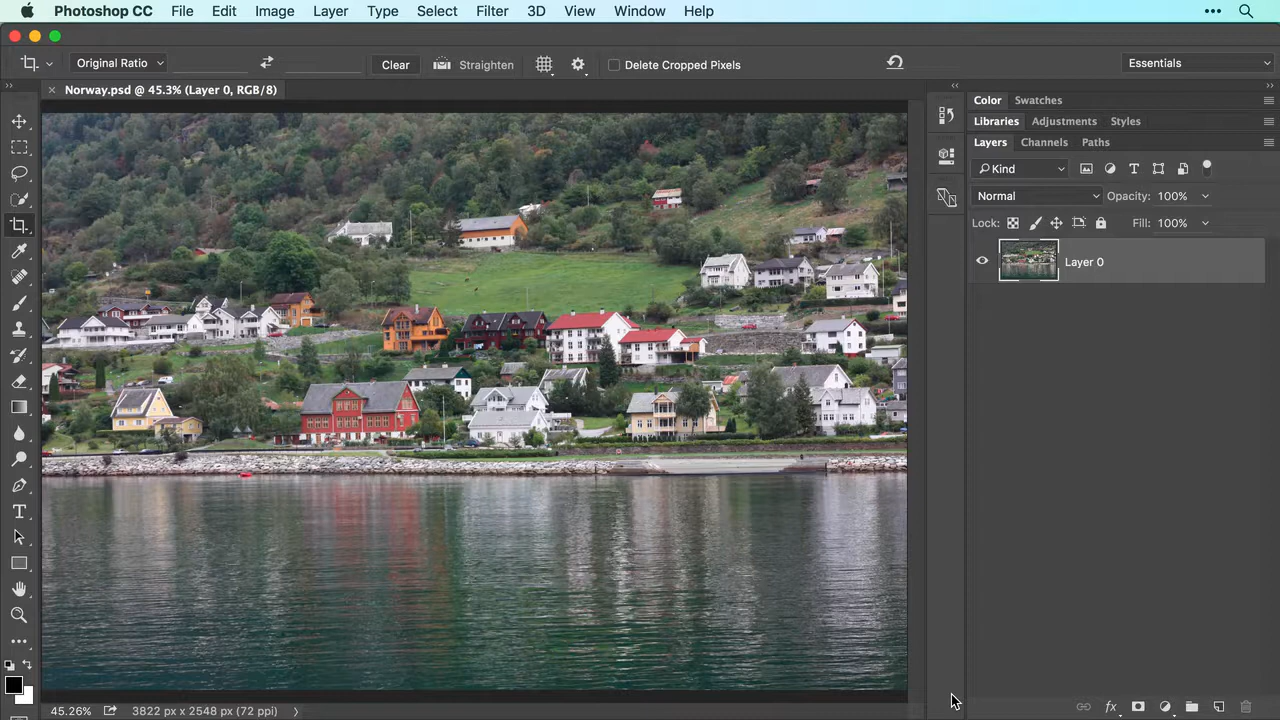 Photoshop CC File Edit Image Layer Type Select Filter 3D View Window Help
Original Ratio Clear Straighten Delete Cropped Pixels Essentials
Norway.psd @ 45.3% (Layer 0, RGB/8)
Color Swatches
Libraries Adjustments Styles
Layers Channels Paths
Kind
Normal Opacity: 100%
Lock: Fill: 100%
Layer 0
45.26% 3822 px x 2548 px (72 ppi)